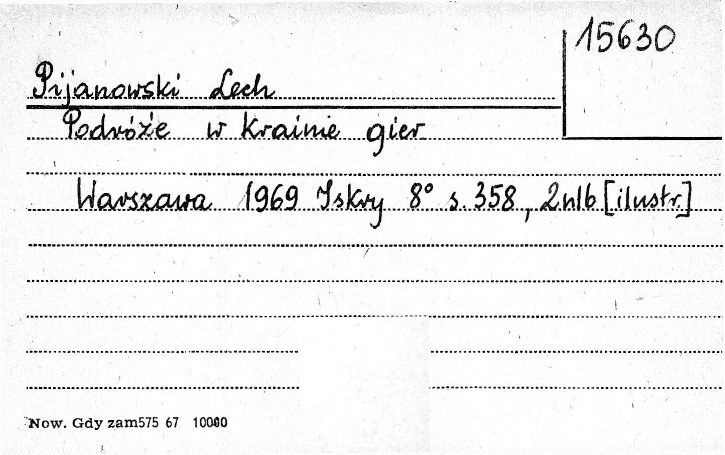 15630
Pijanowski Lech
Podróże w Krainie gier
Warszawa 1969 Iskry 8° s. 358, 2nlb [ilustr.]
Now. Gdy zam575 67 10000